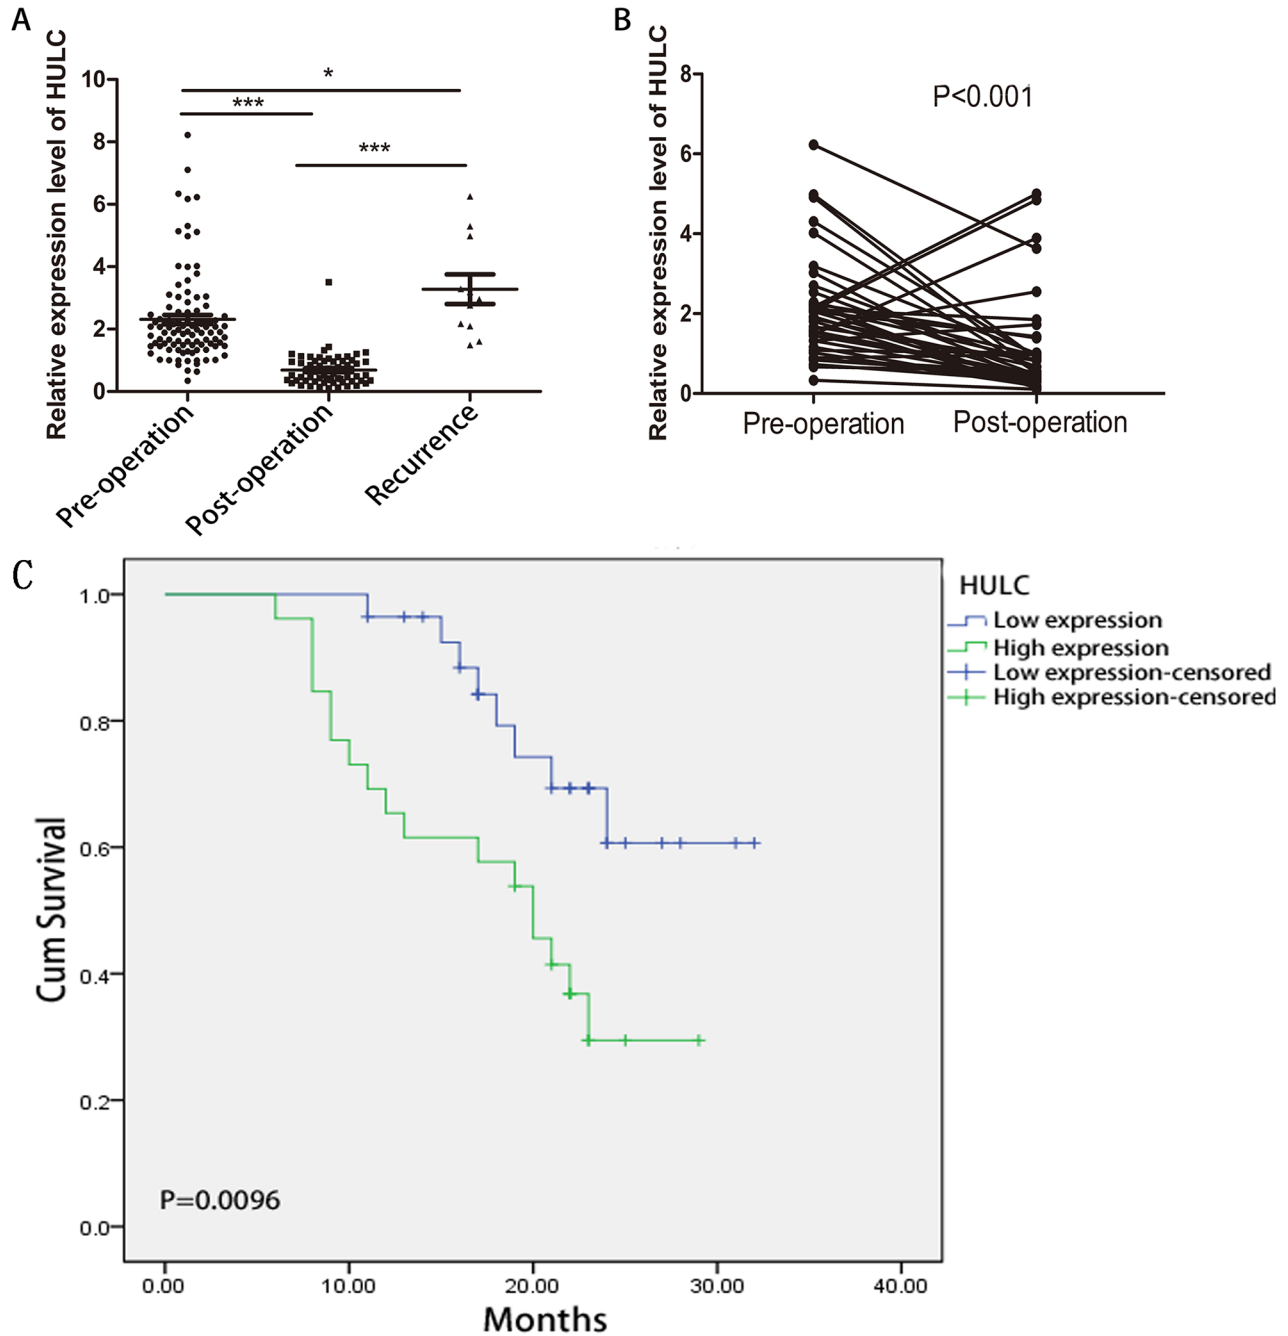 A
Relative expression level of HULC
10
8
6
4
2
0
*
***
***
Pre-operation
Post-operation
Recurrence
B
Relative expression level of HULC
8
6
4
2
0
P<0.001
Pre-operation
Post-operation
C
Cum Survival
1.0
0.8
0.6
0.4
0.2
0.0
P=0.0096
0.00
10.00
20.00
30.00
40.00
Months
HULC
Low expression
High expression
Low expression-censored
High expression-censored